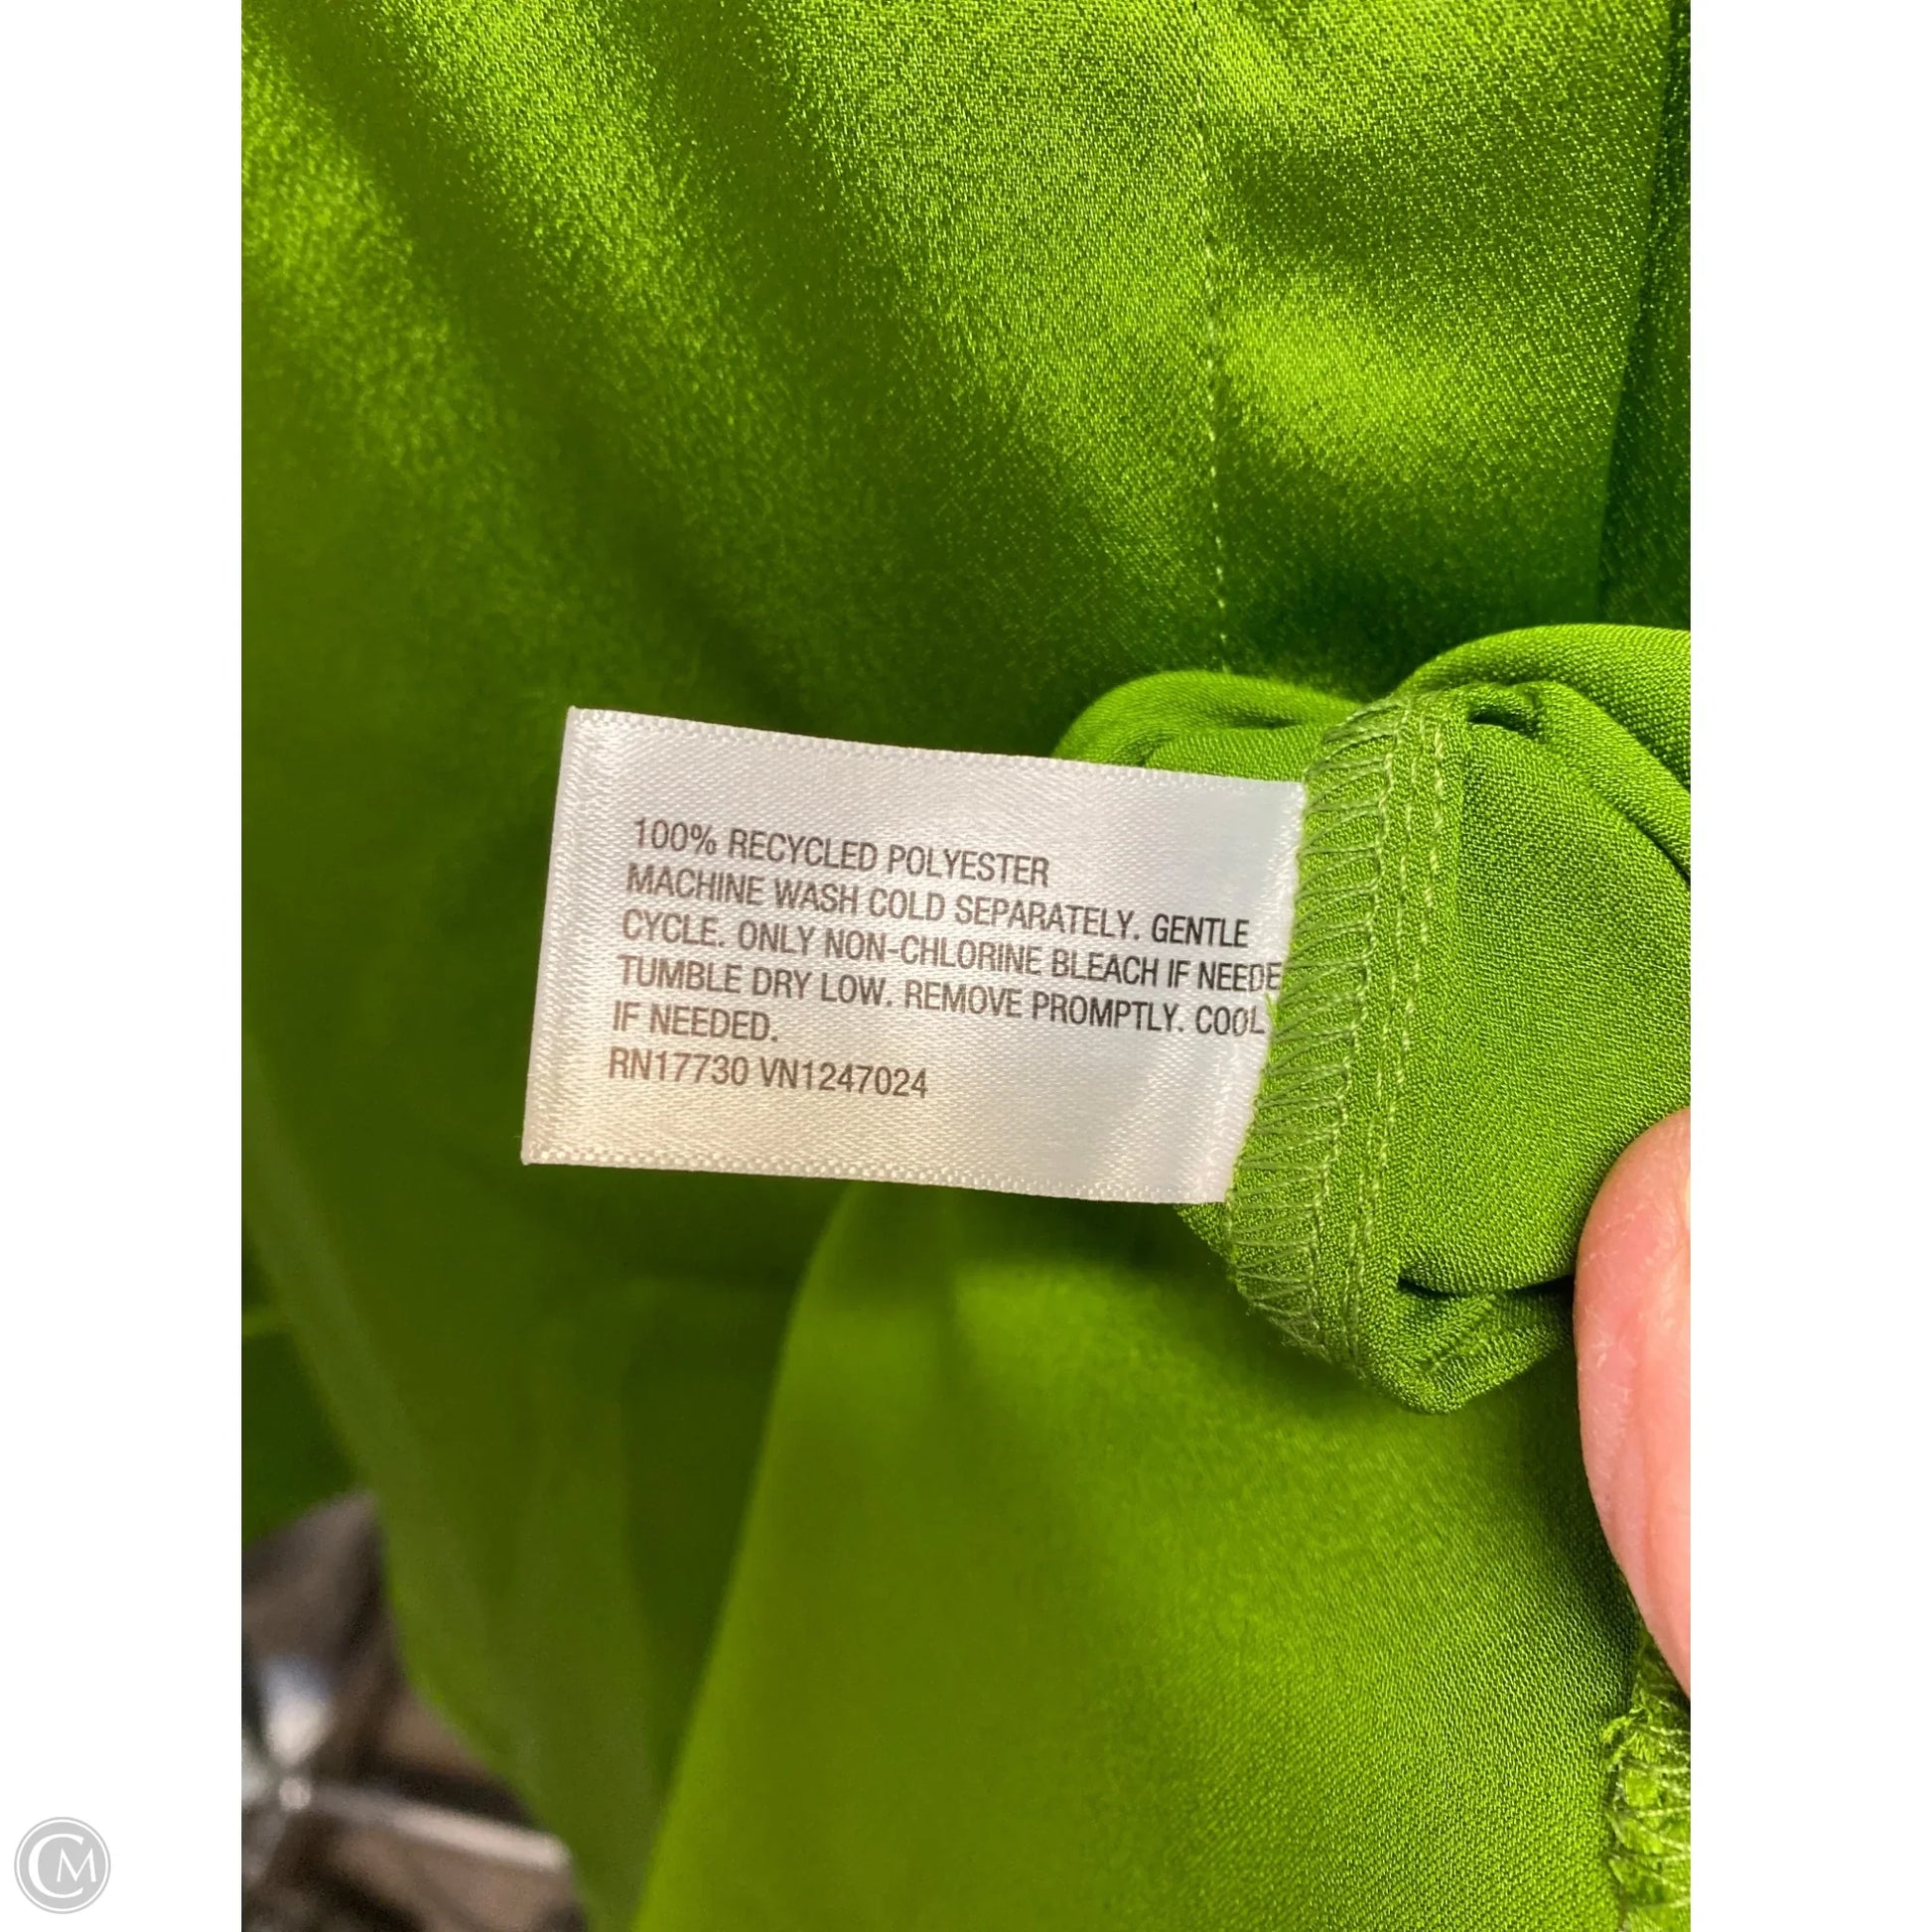 100% RECYCLED POLYESTER
MACHINE WASH COLD SEPARATELY. GENTLE
CYCLE. ONLY NON-CHLORINE BLEACH IF NEEDE
TUMBLE DRY LOW. REMOVE PROMPTLY. COOL
IF NEEDED.
RN17730 VN1247024
CM